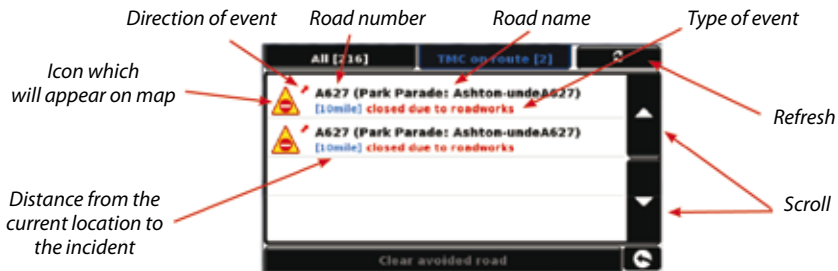 Direction of event
Road number
Road name
Type of event
Icon which
will appear on map
All [216]
TMC on route [2]
A627 (Park Parade: Ashton-undeA627)
[10mile] closed due to roadworks
Refresh
A627 (Park Parade: Ashton-undeA627)
[10mile] closed due to roadworks
Distance from the
current location to
the incident
Scroll
Clear avoided road